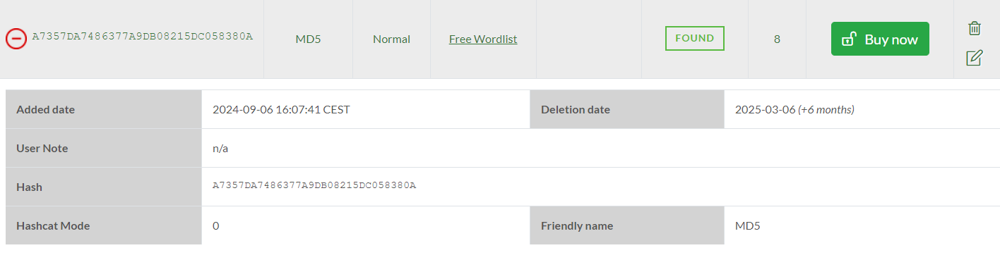 A7357DA7486377A9DB08215DC058380A MD5 Normal Free Wordlist FOUND 8 Buy now
Added date 2024-09-06 16:07:41 CEST Deletion date 2025-03-06 (+6 months)
User Note n/a
Hash A7357DA7486377A9DB08215DC058380A
Hashcat Mode 0 Friendly name MD5